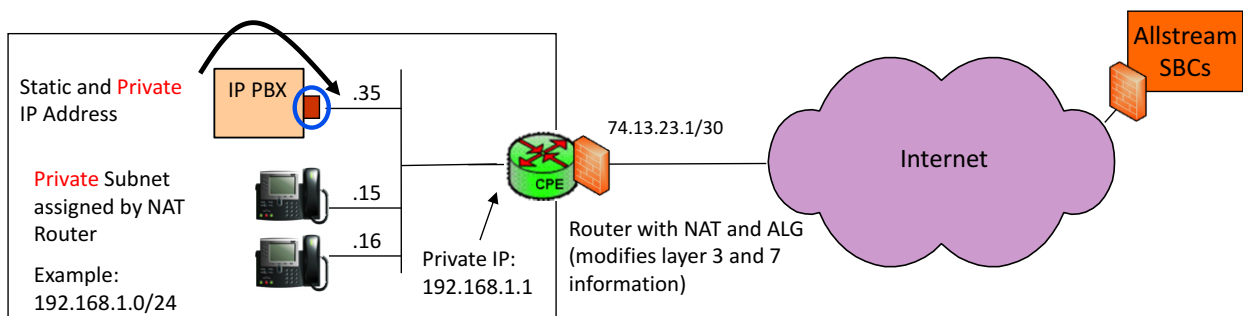 Static and Private
IP Address
IP PBX
.35
Private Subnet
assigned by NAT
Router
Example:
192.168.1.0/24
.15
.16
Private IP:
192.168.1.1
CPE
74.13.23.1/30
Router with NAT and ALG
(modifies layer 3 and 7
information)
Internet
Allstream
SBCs